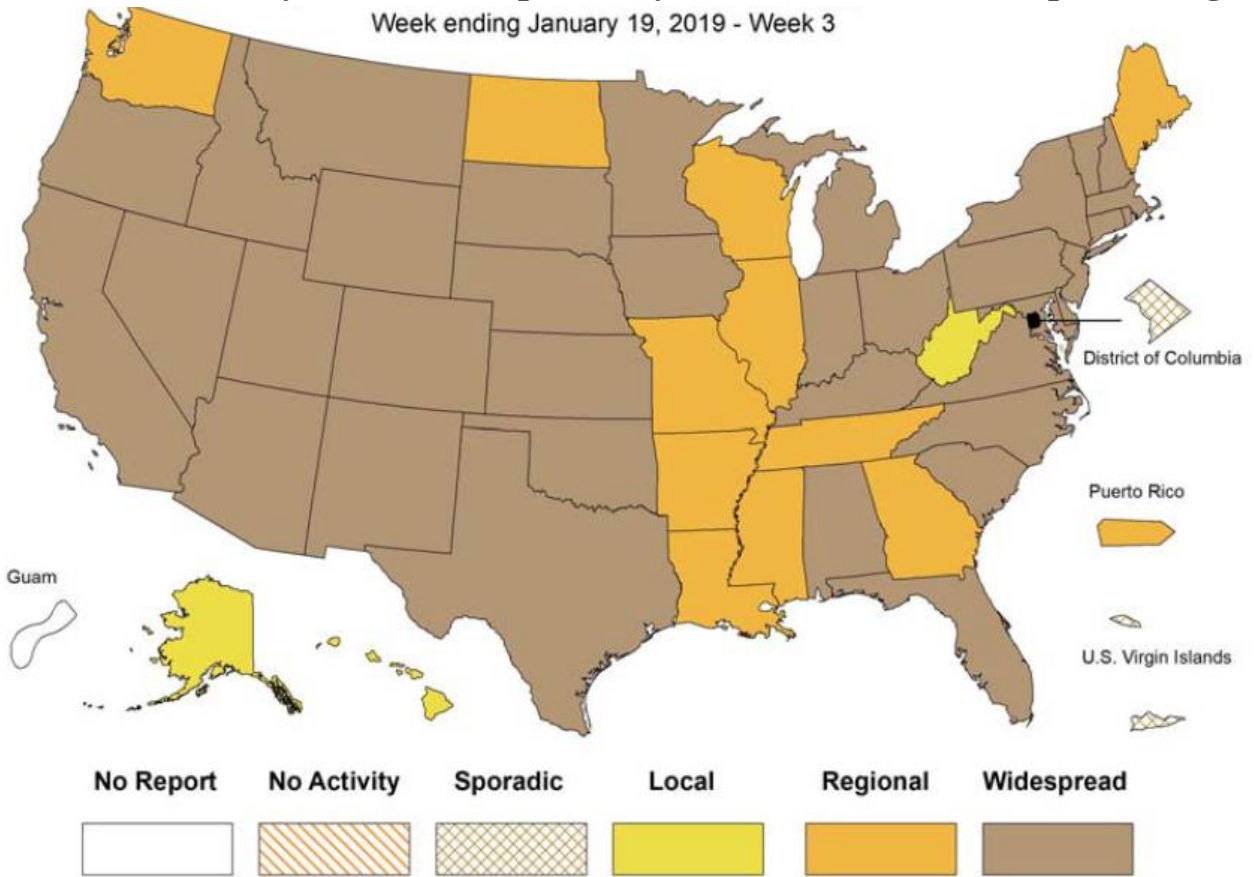 Week ending January 19, 2019 - Week 3
District of Columbia
Puerto Rico
Guam
U.S. Virgin Islands
No Report No Activity Sporadic Local Regional Widespread